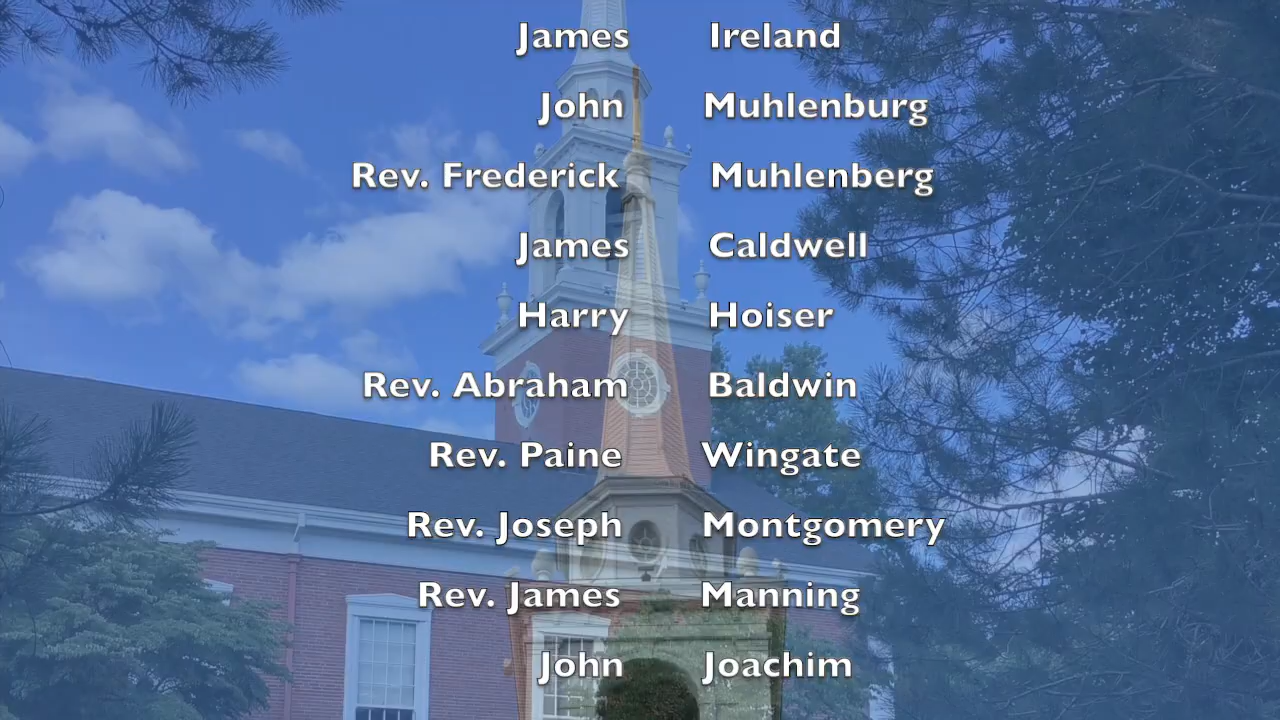 James Ireland
John Muhlenburg
Rev. Frederick Muhlenberg
James Caldwell
Harry Hoiser
Rev. Abraham Baldwin
Rev. Paine Wingate
Rev. Joseph Montgomery
Rev. James Manning
John Joachim